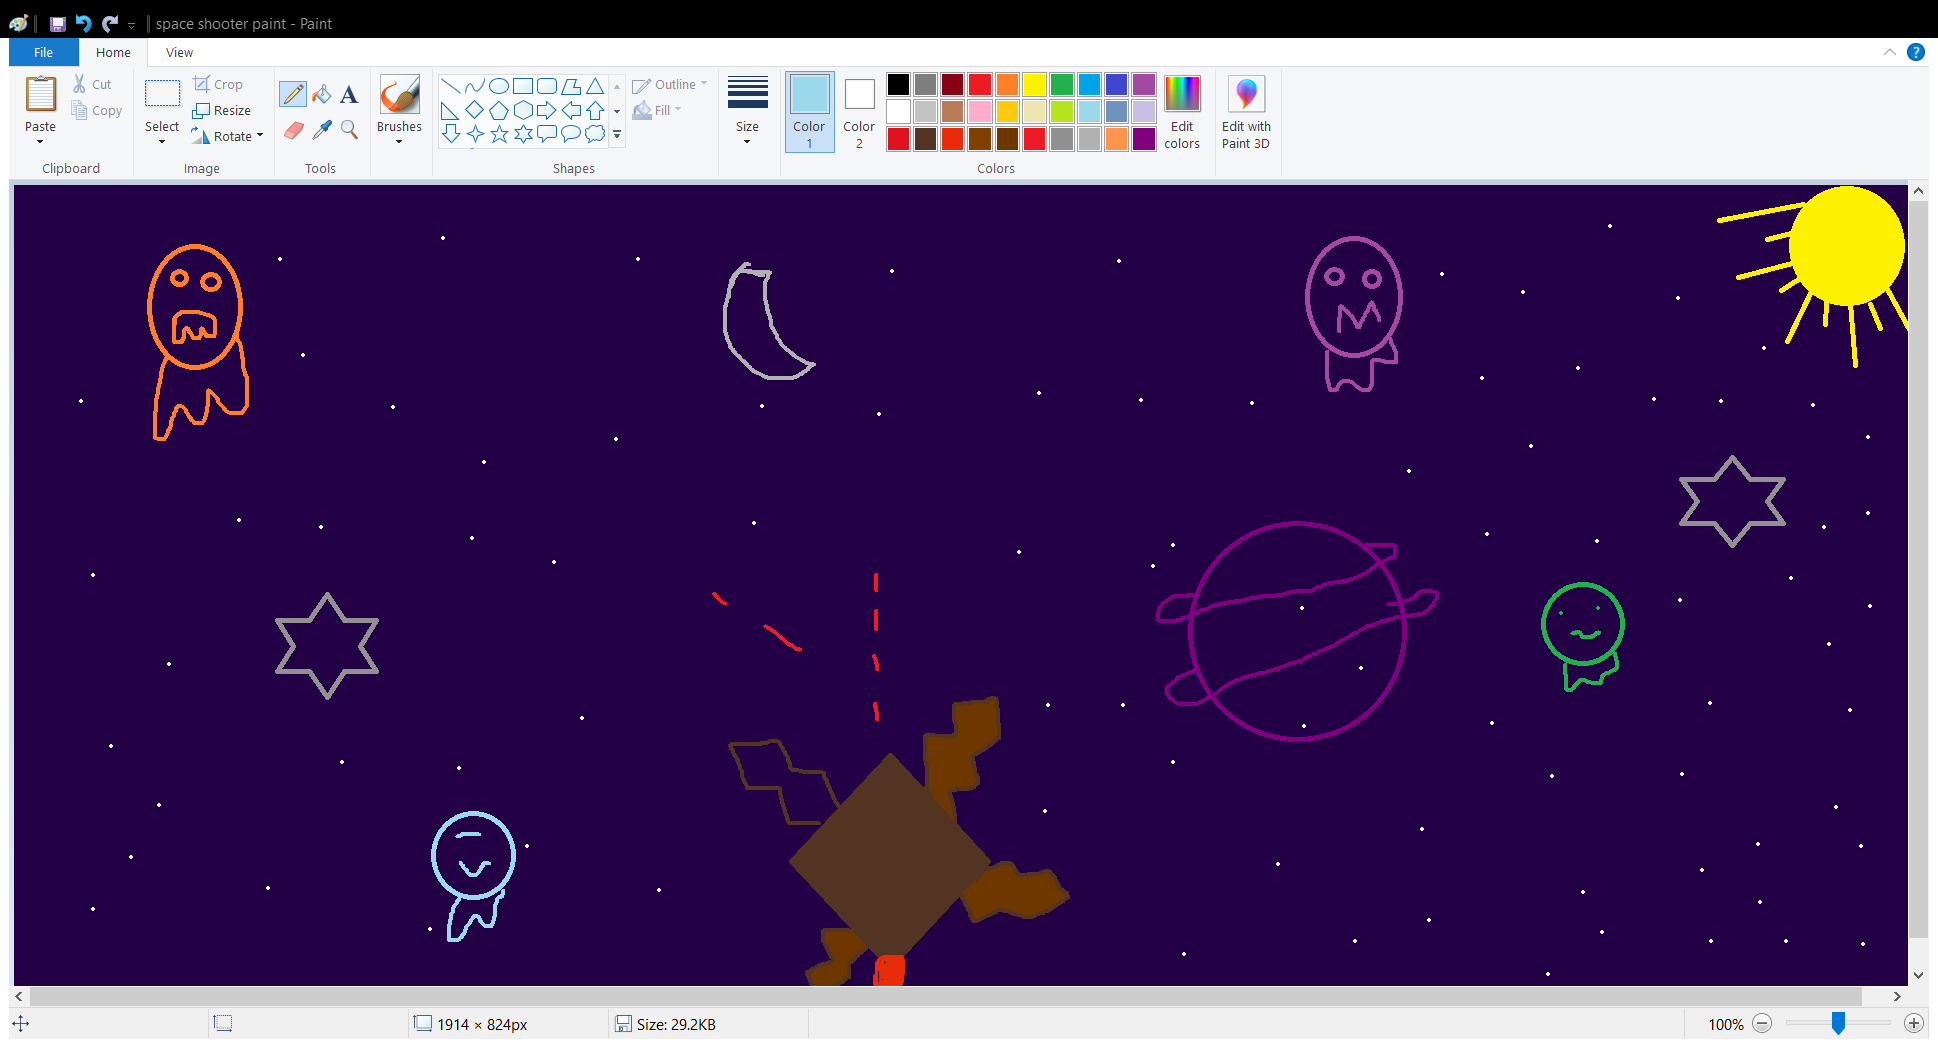 space shooter paint - Paint
File Home View
Paste
Cut
Copy
Clipboard
Select
Crop
Resize
Rotate
Image
A
Tools
Brushes
Outline
Fill
Shapes
Size
Color 1
Color 2
Edit colors
Colors
Edit with Paint 3D
?
1914 × 824px
Size: 29.2KB
100%